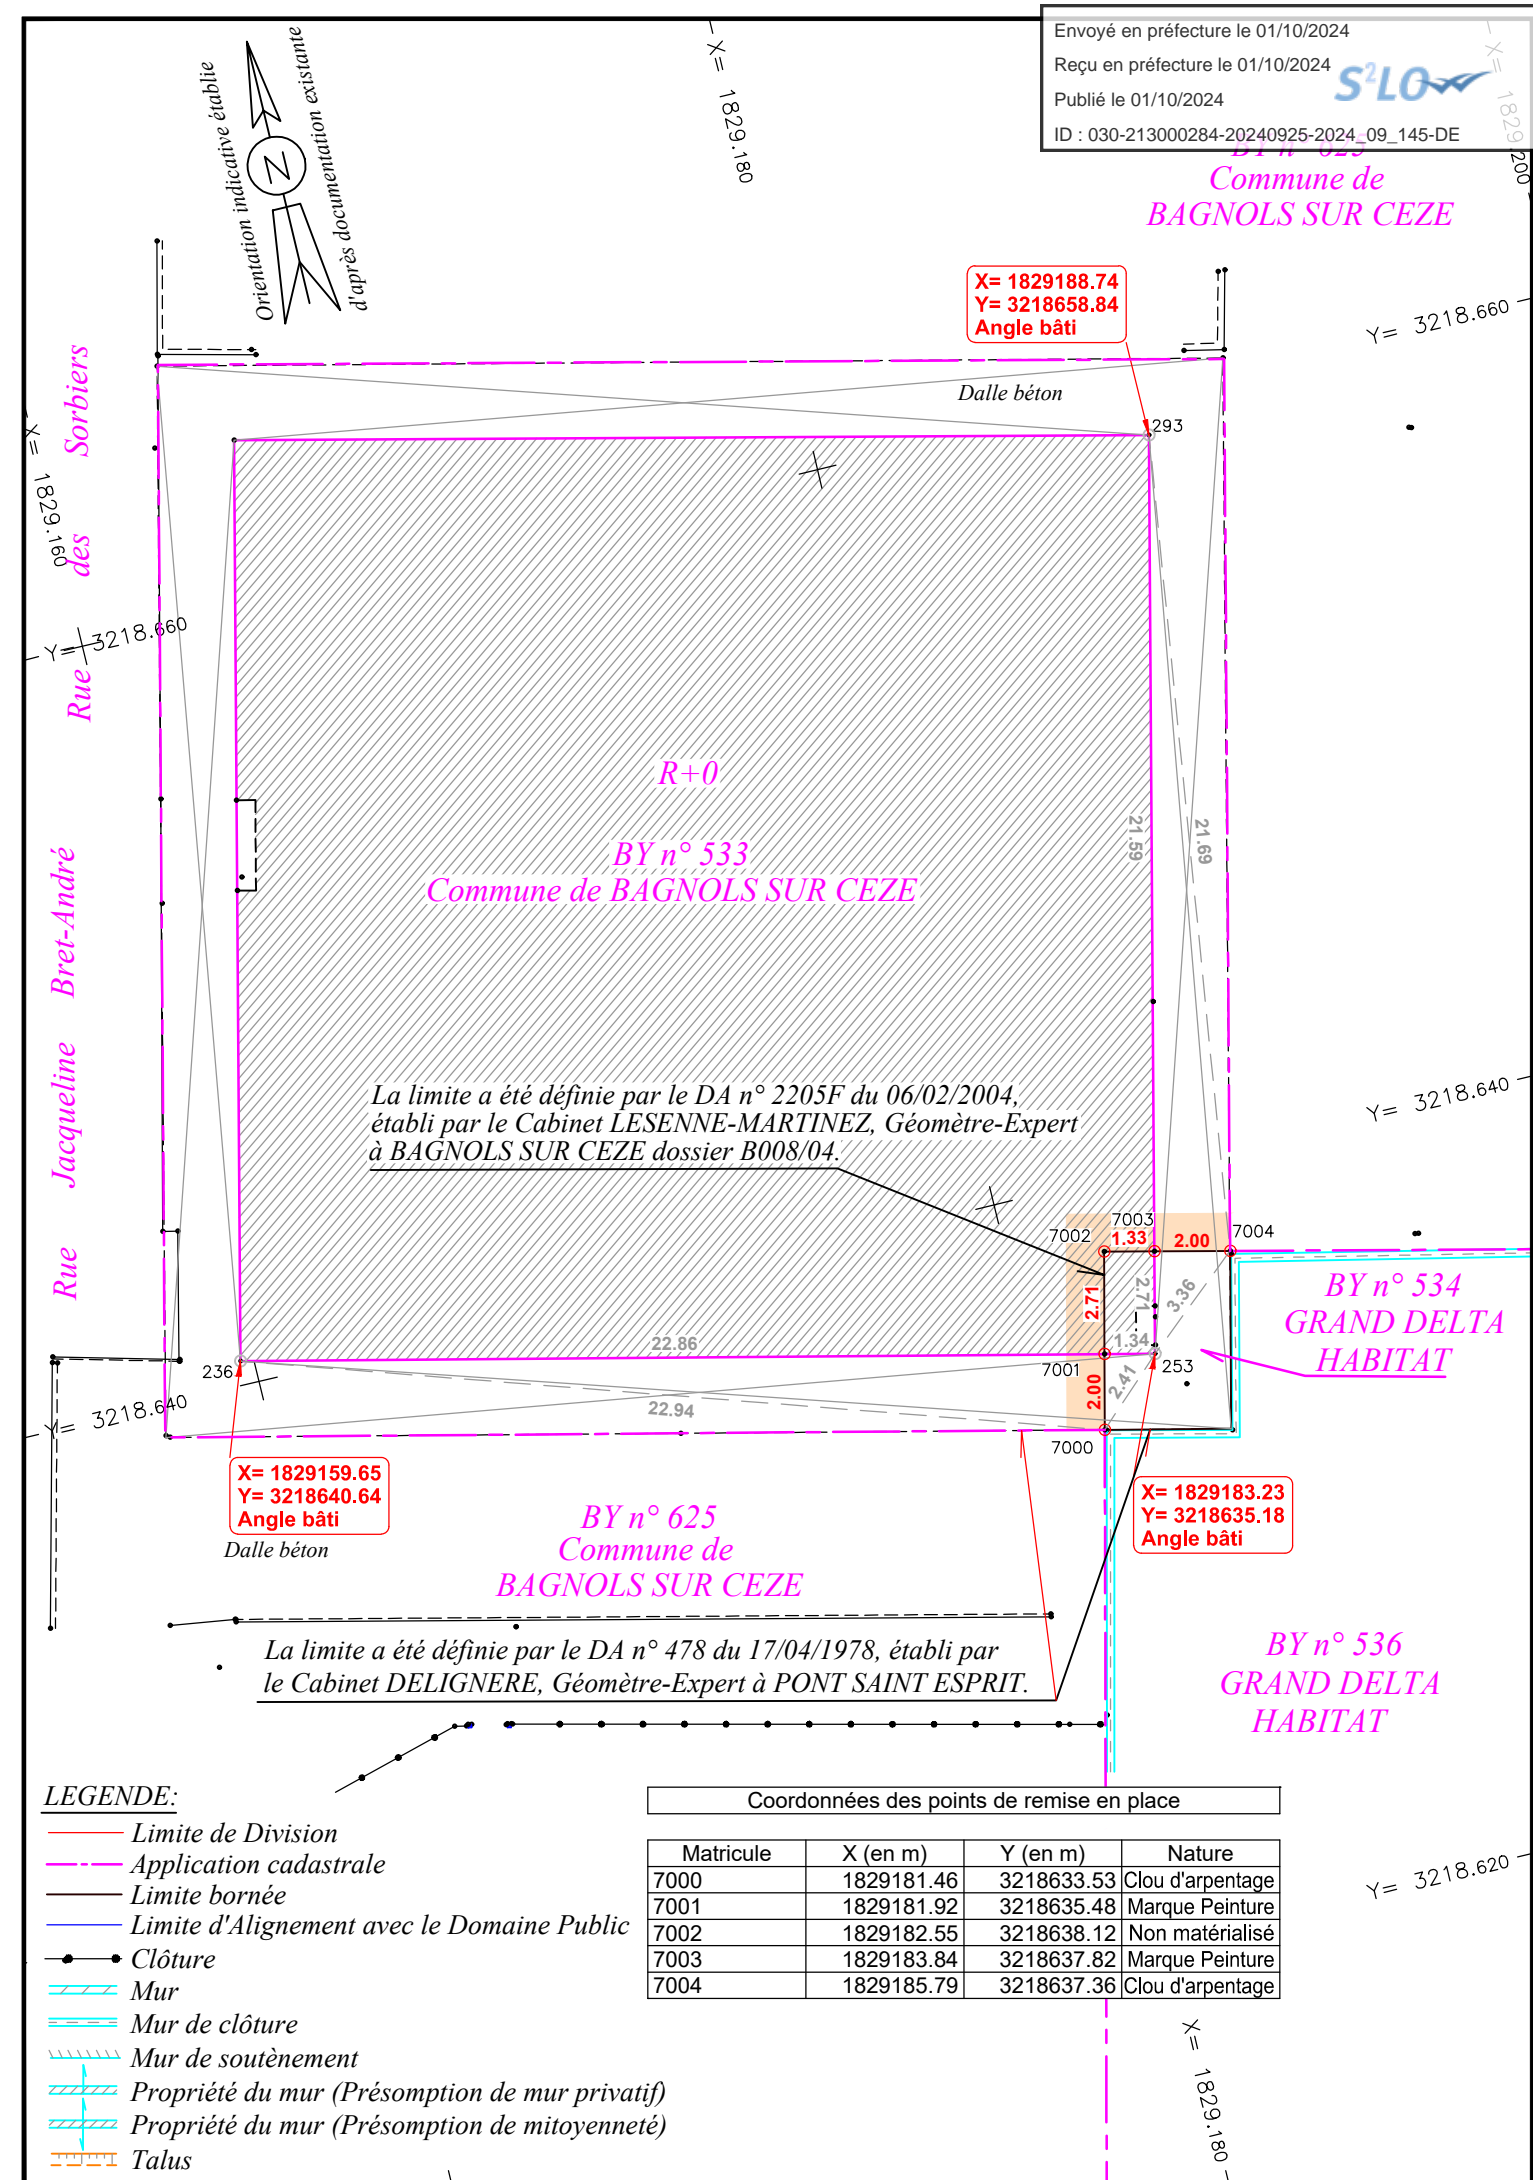 Envoyé en préfecture le 01/10/2024
Reçu en préfecture le 01/10/2024
Publié le 01/10/2024
S²LO
ID : 030-213000284-20240925-2024_09_145-DE
BY n° 625
Commune de
BAGNOLS SUR CEZE
Orientation indicative établie
d'après documentation existante
N
X= 1829.180
X= 1829.200
X= 1829188.74
Y= 3218658.84
Angle bâti
Y= 3218.660
Dalle béton
293
X= 1829.160
Y= 3218.660
Rue des Sorbiers
R+0
BY n° 533
Commune de BAGNOLS SUR CEZE
21.59
21.69
Rue Jacqueline Bret-André
La limite a été définie par le DA n° 2205F du 06/02/2004,
établi par le Cabinet LESENNE-MARTINEZ, Géomètre-Expert
à BAGNOLS SUR CEZE dossier B008/04.
Y= 3218.640
7002
7003
7004
1.33
2.00
2.71
2.71
3.36
BY n° 534
GRAND DELTA
HABITAT
22.86
1.34
236
7001
253
2.00
2.41
22.94
7000
Y= 3218.640
X= 1829159.65
Y= 3218640.64
Angle bâti
Dalle béton
X= 1829183.23
Y= 3218635.18
Angle bâti
BY n° 625
Commune de
BAGNOLS SUR CEZE
La limite a été définie par le DA n° 478 du 17/04/1978, établi par
le Cabinet DELIGNERE, Géomètre-Expert à PONT SAINT ESPRIT.
BY n° 536
GRAND DELTA
HABITAT
LEGENDE:
Limite de Division
Application cadastrale
Limite bornée
Limite d'Alignement avec le Domaine Public
Clôture
Mur
Mur de clôture
Mur de soutènement
Propriété du mur (Présomption de mur privatif)
Propriété du mur (Présomption de mitoyenneté)
Talus
Coordonnées des points de remise en place
Matricule X (en m) Y (en m) Nature
7000 1829181.46 3218633.53 Clou d'arpentage
7001 1829181.92 3218635.48 Marque Peinture
7002 1829182.55 3218638.12 Non matérialisé
7003 1829183.84 3218637.82 Marque Peinture
7004 1829185.79 3218637.36 Clou d'arpentage
Y= 3218.620
X= 1829.180